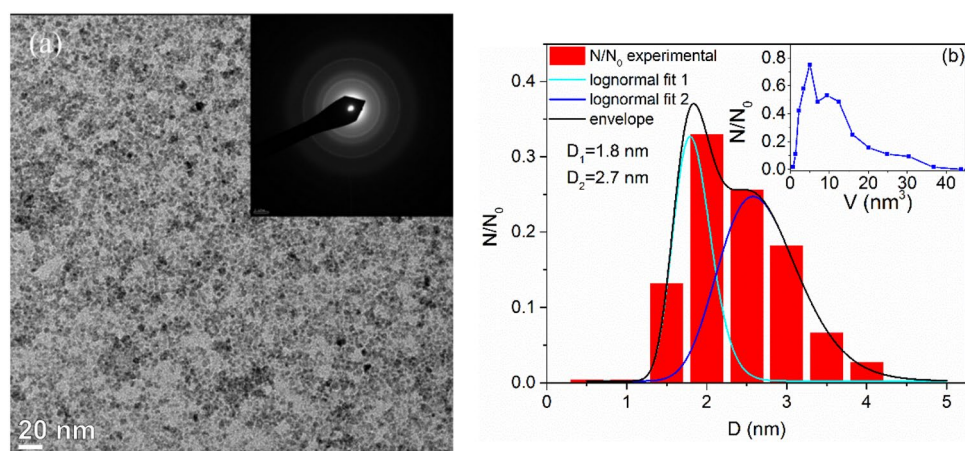 (a)
20 nm
(b)
N/N₀ experimental
lognormal fit 1
lognormal fit 2
envelope
D₁=1.8 nm
D₂=2.7 nm
N/N₀
0.4
0.3
0.2
0.1
0.0
0 1 2 3 4 5
D (nm)
N/N₀
0.8
0.6
0.4
0.2
0.0
0 10 20 30 40
V (nm³)